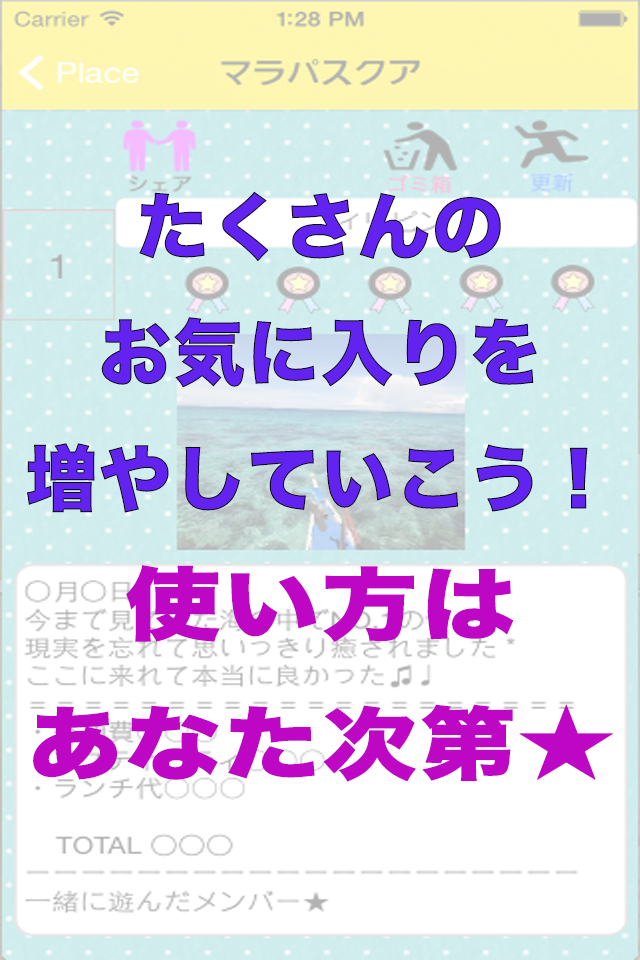 Carrier 1:28 PM
Place マラパスクア
シェア ゴミ箱 更新
たくさんの
1
お気に入りを
増やしていこう！
○月○日
使い方は
現実を忘れて思いっきり癒されました*
ここに来れて本当に良かった♫♩
あなた次第★
・ランチ代○○○
TOTAL ○○○
一緒に遊んだメンバー★